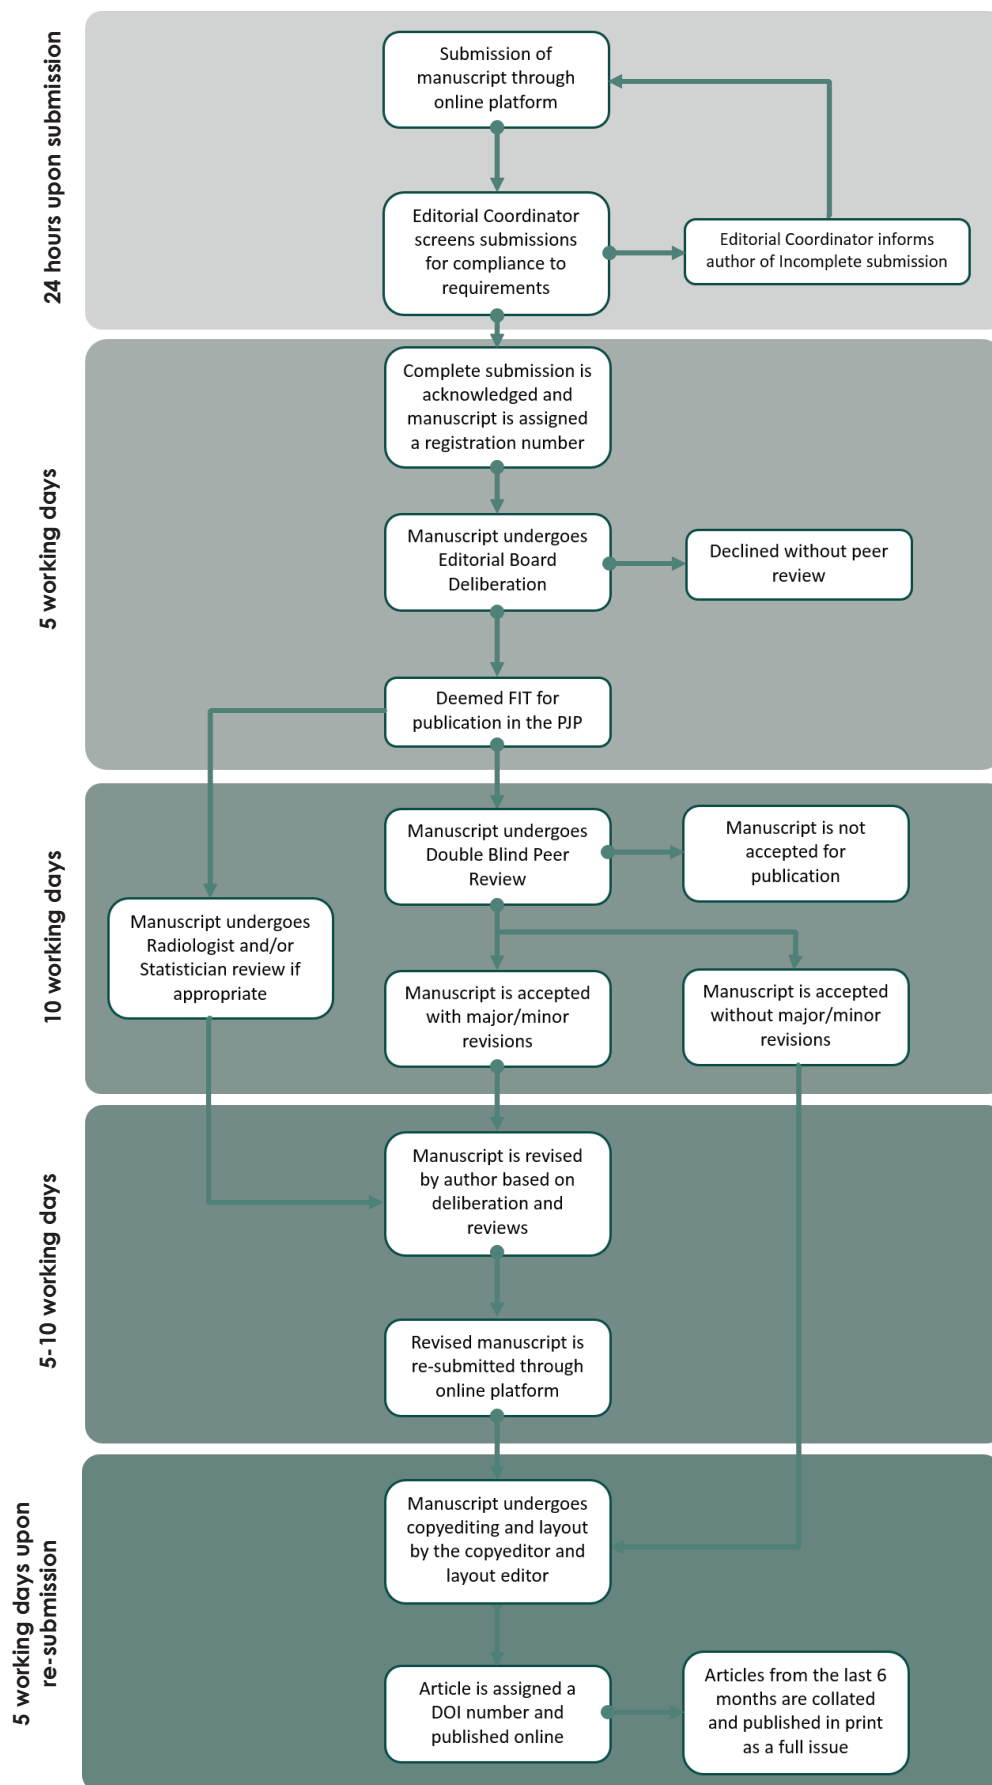 24 hours upon submission
Submission of
manuscript through
online platform
Editorial Coordinator
screens submissions
for compliance to
requirements
Editorial Coordinator informs
author of Incomplete submission
5 working days
Complete submission is
acknowledged and
manuscript is assigned
a registration number
Manuscript undergoes
Editorial Board
Deliberation
Declined without peer
review
Deemed FIT for
publication in the PJP
10 working days
Manuscript undergoes
Double Blind Peer
Review
Manuscript is not
accepted for
publication
Manuscript undergoes
Radiologist and/or
Statistician review if
appropriate
Manuscript is accepted
with major/minor
revisions
Manuscript is accepted
without major/minor
revisions
5-10 working days
Manuscript is revised
by author based on
deliberation and
reviews
Revised manuscript is
re-submitted through
online platform
5 working days upon
re-submission
Manuscript undergoes
copyediting and layout
by the copyeditor and
layout editor
Article is assigned a
DOI number and
published online
Articles from the last 6
months are collated
and published in print
as a full issue